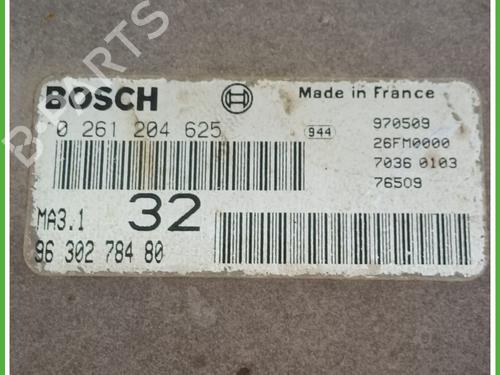 B-PARTS
BOSCH
Made in France
0 261 204 625
944
970509
26FM0000
7036 0103
76509
MA3.1
32
96 302 784 80